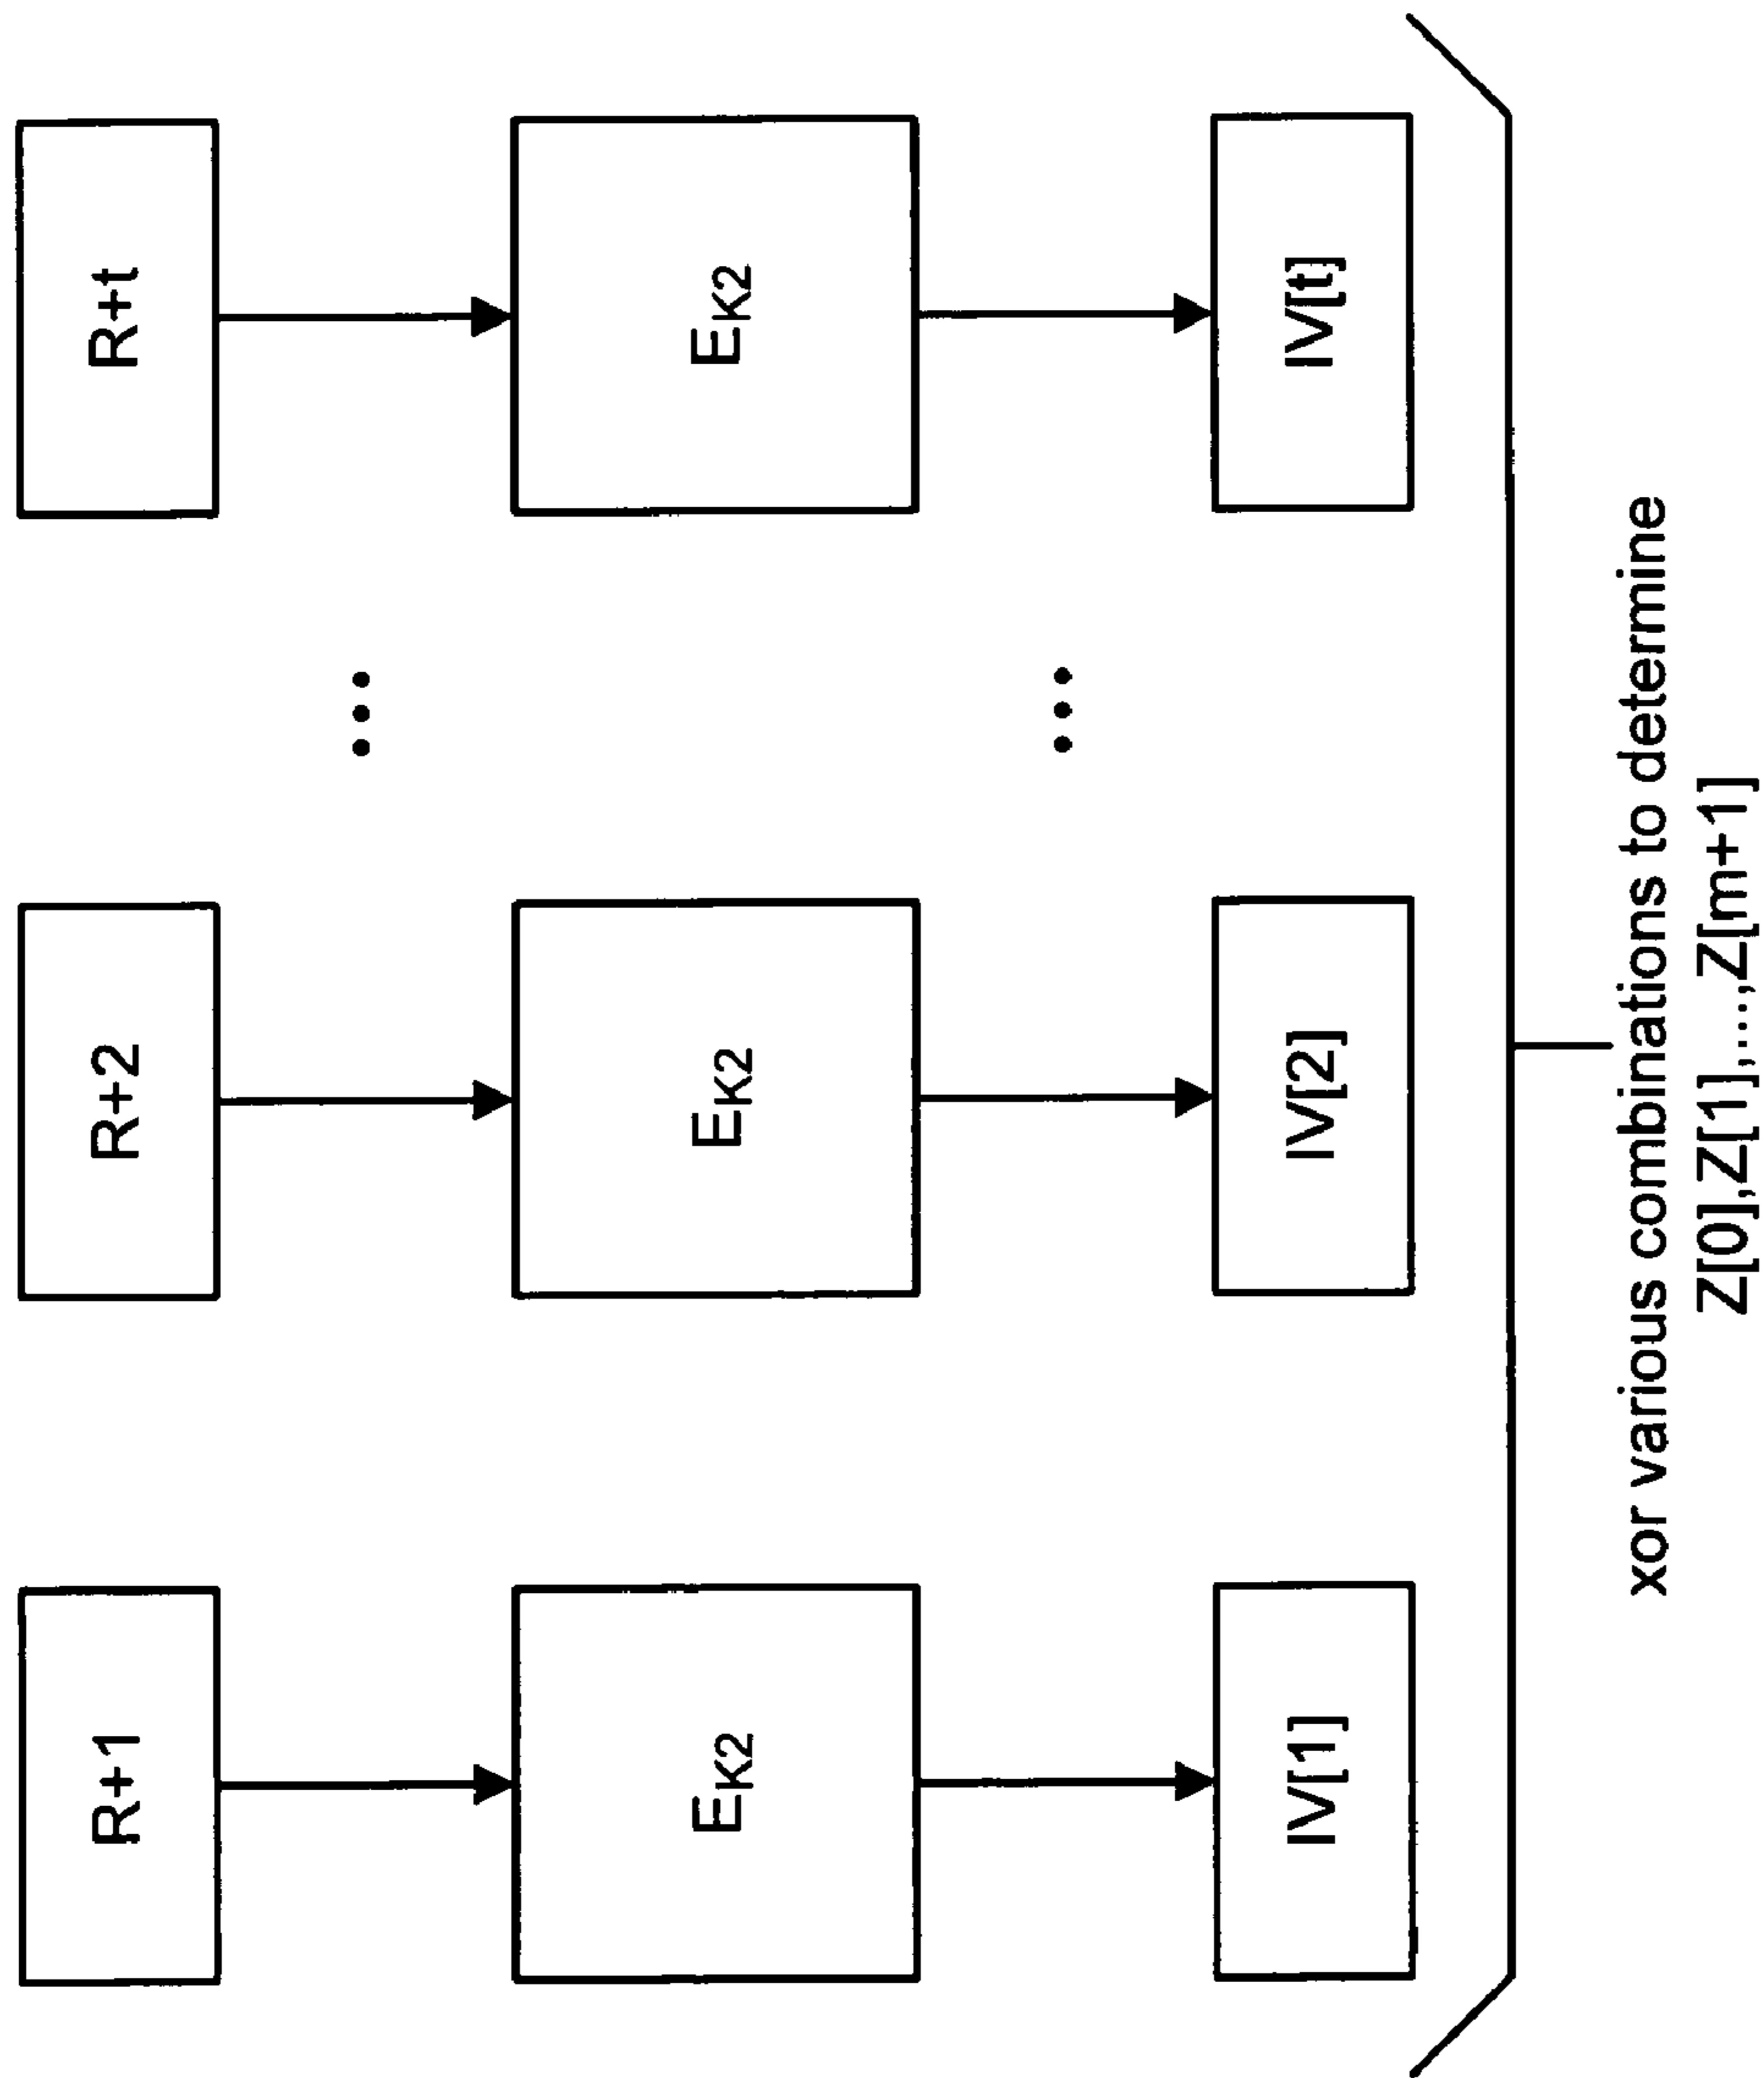 R+1
R+2
R+t
...
EK2
EK2
EK2
IV[1]
IV[2]
...
IV[t]
xor various combinations to determine
Z[0],Z[1],...,Z[m+1]